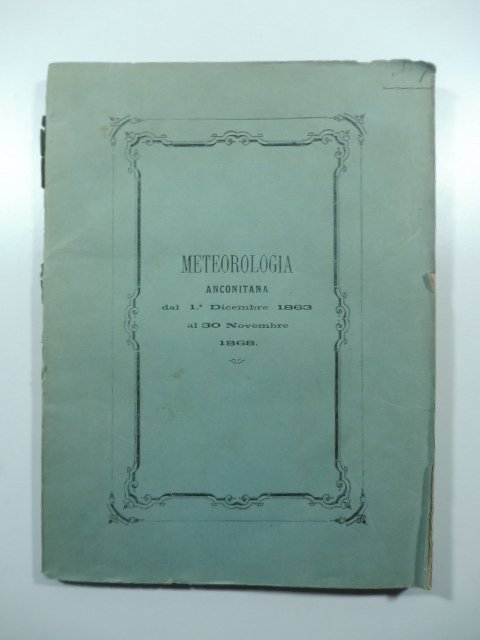 METEOROLOGIA
ANCONITANA
dal 1.° Dicembre 1863
al 30 Novembre
1868.